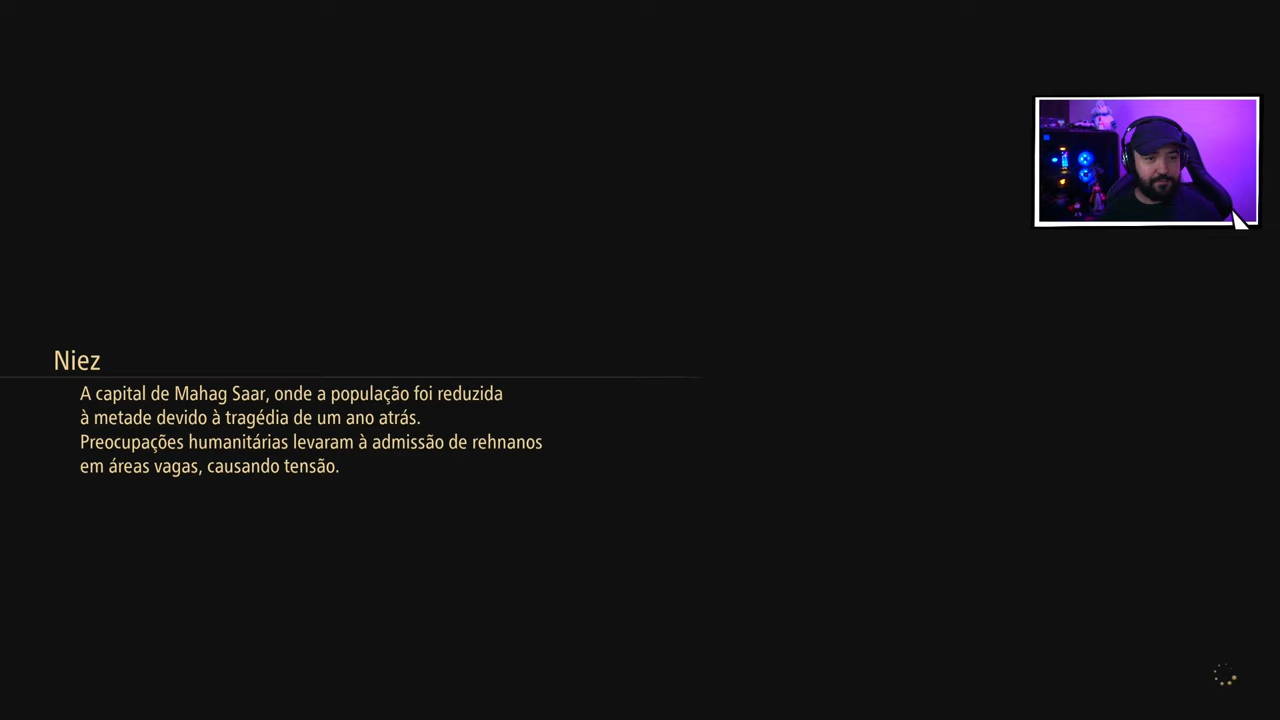 Niez
A capital de Mahag Saar, onde a população foi reduzida
à metade devido à tragédia de um ano atrás.
Preocupações humanitárias levaram à admissão de rehnanos
em áreas vagas, causando tensão.